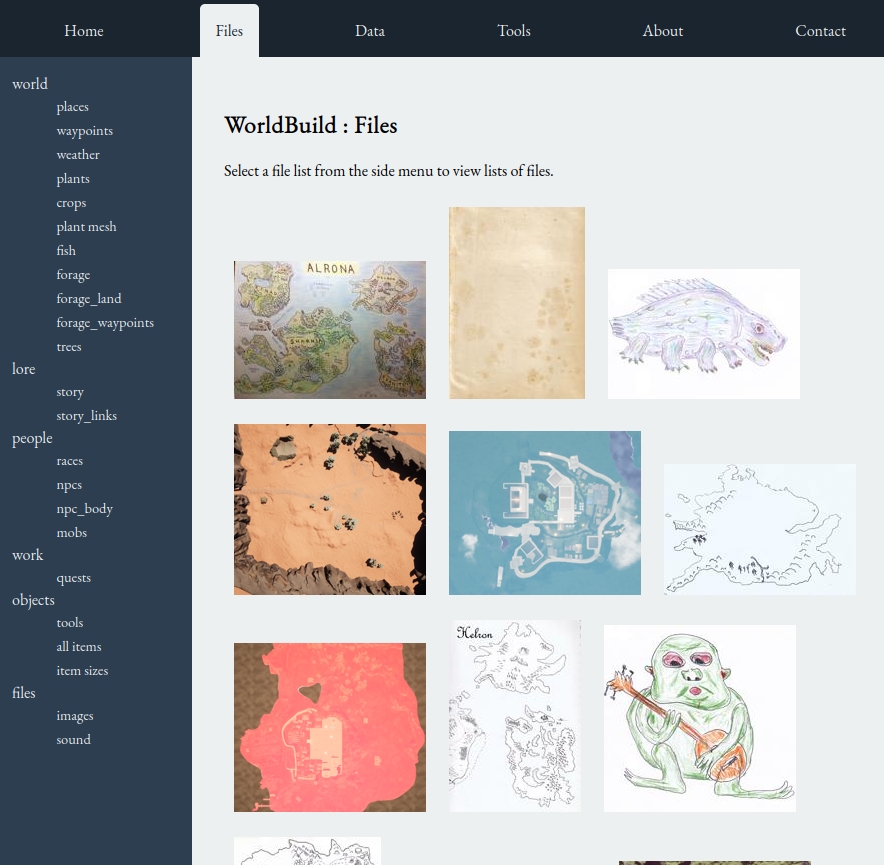 Home Files Data Tools About Contact
world
places
waypoints
weather
plants
crops
plant mesh
fish
forage
forage_land
forage_waypoints
trees
lore
story
story_links
people
races
npcs
npc_body
mobs
work
quests
objects
tools
all items
item sizes
files
images
sound
WorldBuild : Files
Select a file list from the side menu to view lists of files.
ALRONA
Helron